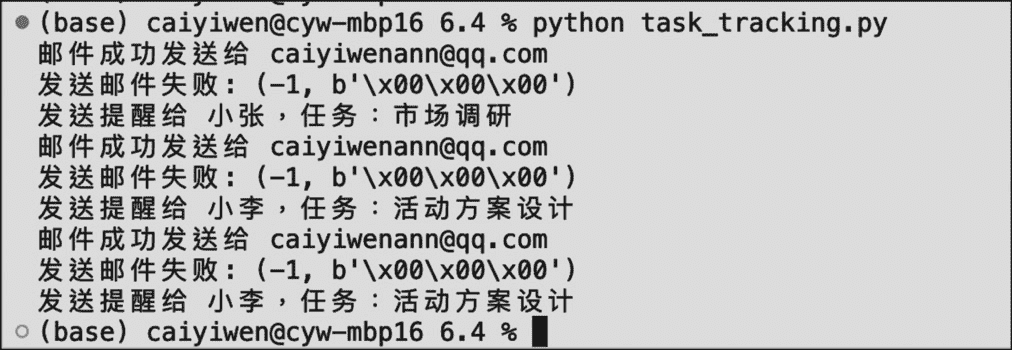 (base) caiyiwen@cyw-mbp16 6.4 % python task_tracking.py
邮件成功发送给 caiyiwenann@qq.com
发送邮件失败: (-1, b'\x00\x00\x00')
发送提醒给 小张，任务：市场调研
邮件成功发送给 caiyiwenann@qq.com
发送邮件失败: (-1, b'\x00\x00\x00')
发送提醒给 小李，任务：活动方案设计
邮件成功发送给 caiyiwenann@qq.com
发送邮件失败: (-1, b'\x00\x00\x00')
发送提醒给 小李，任务：活动方案设计
(base) caiyiwen@cyw-mbp16 6.4 %